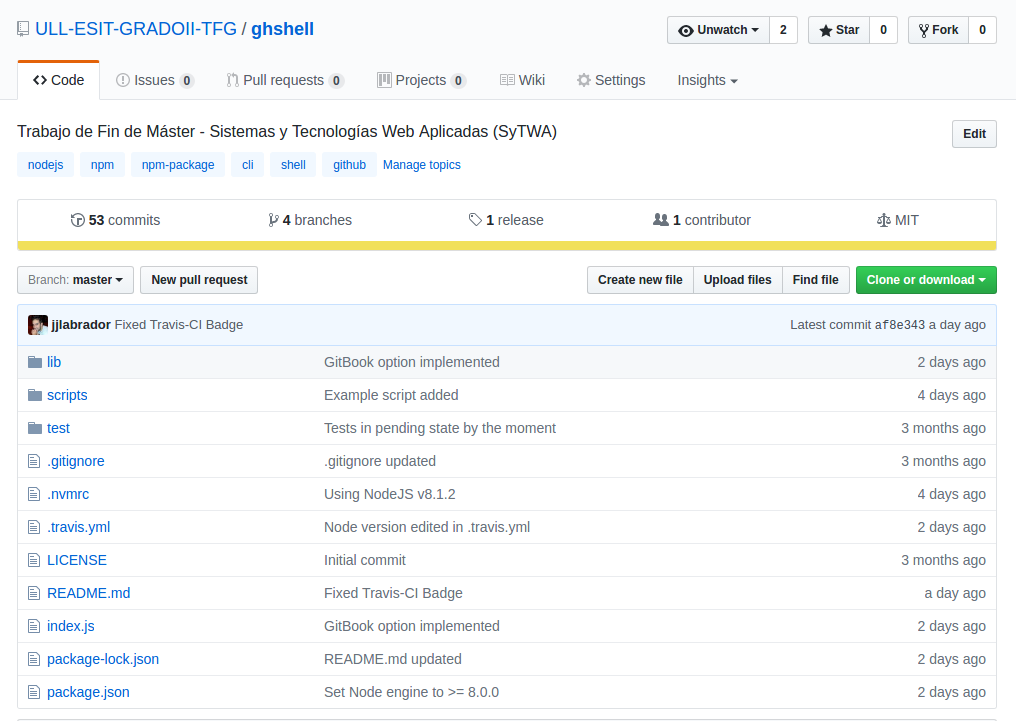 ULL-ESIT-GRADOII-TFG / ghshell Unwatch 2 Star 0 Fork 0
Code Issues 0 Pull requests 0 Projects 0 Wiki Settings Insights
Trabajo de Fin de Máster - Sistemas y Tecnologías Web Aplicadas (SyTWA) Edit
nodejs npm npm-package cli shell github Manage topics
53 commits 4 branches 1 release 1 contributor MIT
Branch: master New pull request Create new file Upload files Find file Clone or download
jjlabrador Fixed Travis-CI Badge Latest commit af8e343 a day ago
lib GitBook option implemented 2 days ago
scripts Example script added 4 days ago
test Tests in pending state by the moment 3 months ago
.gitignore .gitignore updated 3 months ago
.nvmrc Using NodeJS v8.1.2 4 days ago
.travis.yml Node version edited in .travis.yml 2 days ago
LICENSE Initial commit 3 months ago
README.md Fixed Travis-CI Badge a day ago
index.js GitBook option implemented 2 days ago
package-lock.json README.md updated 2 days ago
package.json Set Node engine to >= 8.0.0 2 days ago